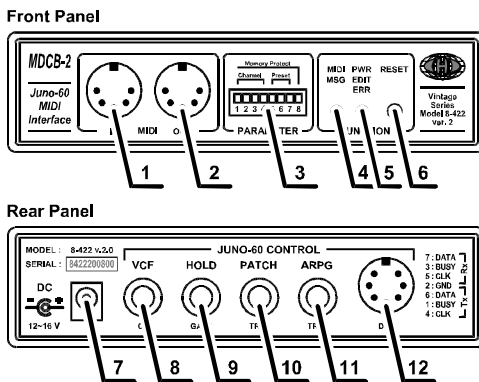 Front Panel
MDCB-2
Juno-60
MIDI
Interface
MIDI
Memory Protect
Channel Preset
1 2 3 4 5 6 7 8
PARAMETER
MIDI PWR RESET
MSG EDIT
ERR
Vintage
Series
Model 8-422
Ver. 2
1 2 3 4 5 6
Rear Panel
MODEL : 8-422 v.2.0
SERIAL : 8422200800
DC
12~16 V
JUNO-60 CONTROL
VCF HOLD PATCH ARPG
7 : DATA
3 : BUSY
5 : CLK
Rx
2 : GND
6 : DATA
1 : BUSY
4 : CLK
Tx
7 8 9 10 11 12